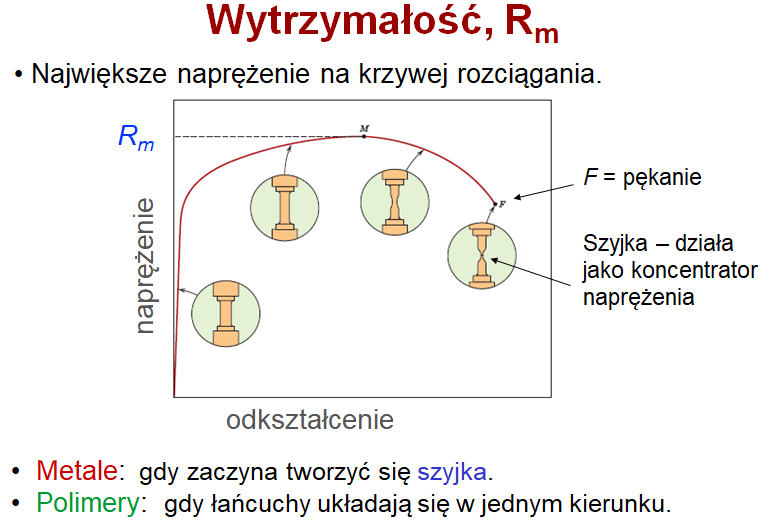 Wytrzymałość, Rm
• Największe naprężenie na krzywej rozciągania.
Rm
M
F
F = pękanie
Szyjka – działa
jako koncentrator
naprężenia
naprężenie
odkształcenie
• Metale: gdy zaczyna tworzyć się szyjka.
• Polimery: gdy łańcuchy układają się w jednym kierunku.